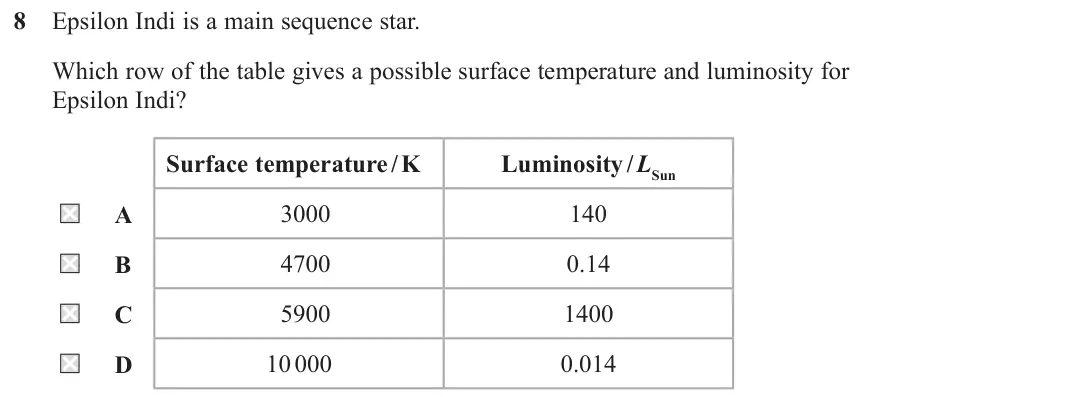 8 Epsilon Indi is a main sequence star.
Which row of the table gives a possible surface temperature and luminosity for
Epsilon Indi?
Surface temperature / K Luminosity / L_Sun
A 3000 140
B 4700 0.14
C 5900 1400
D 10 000 0.014